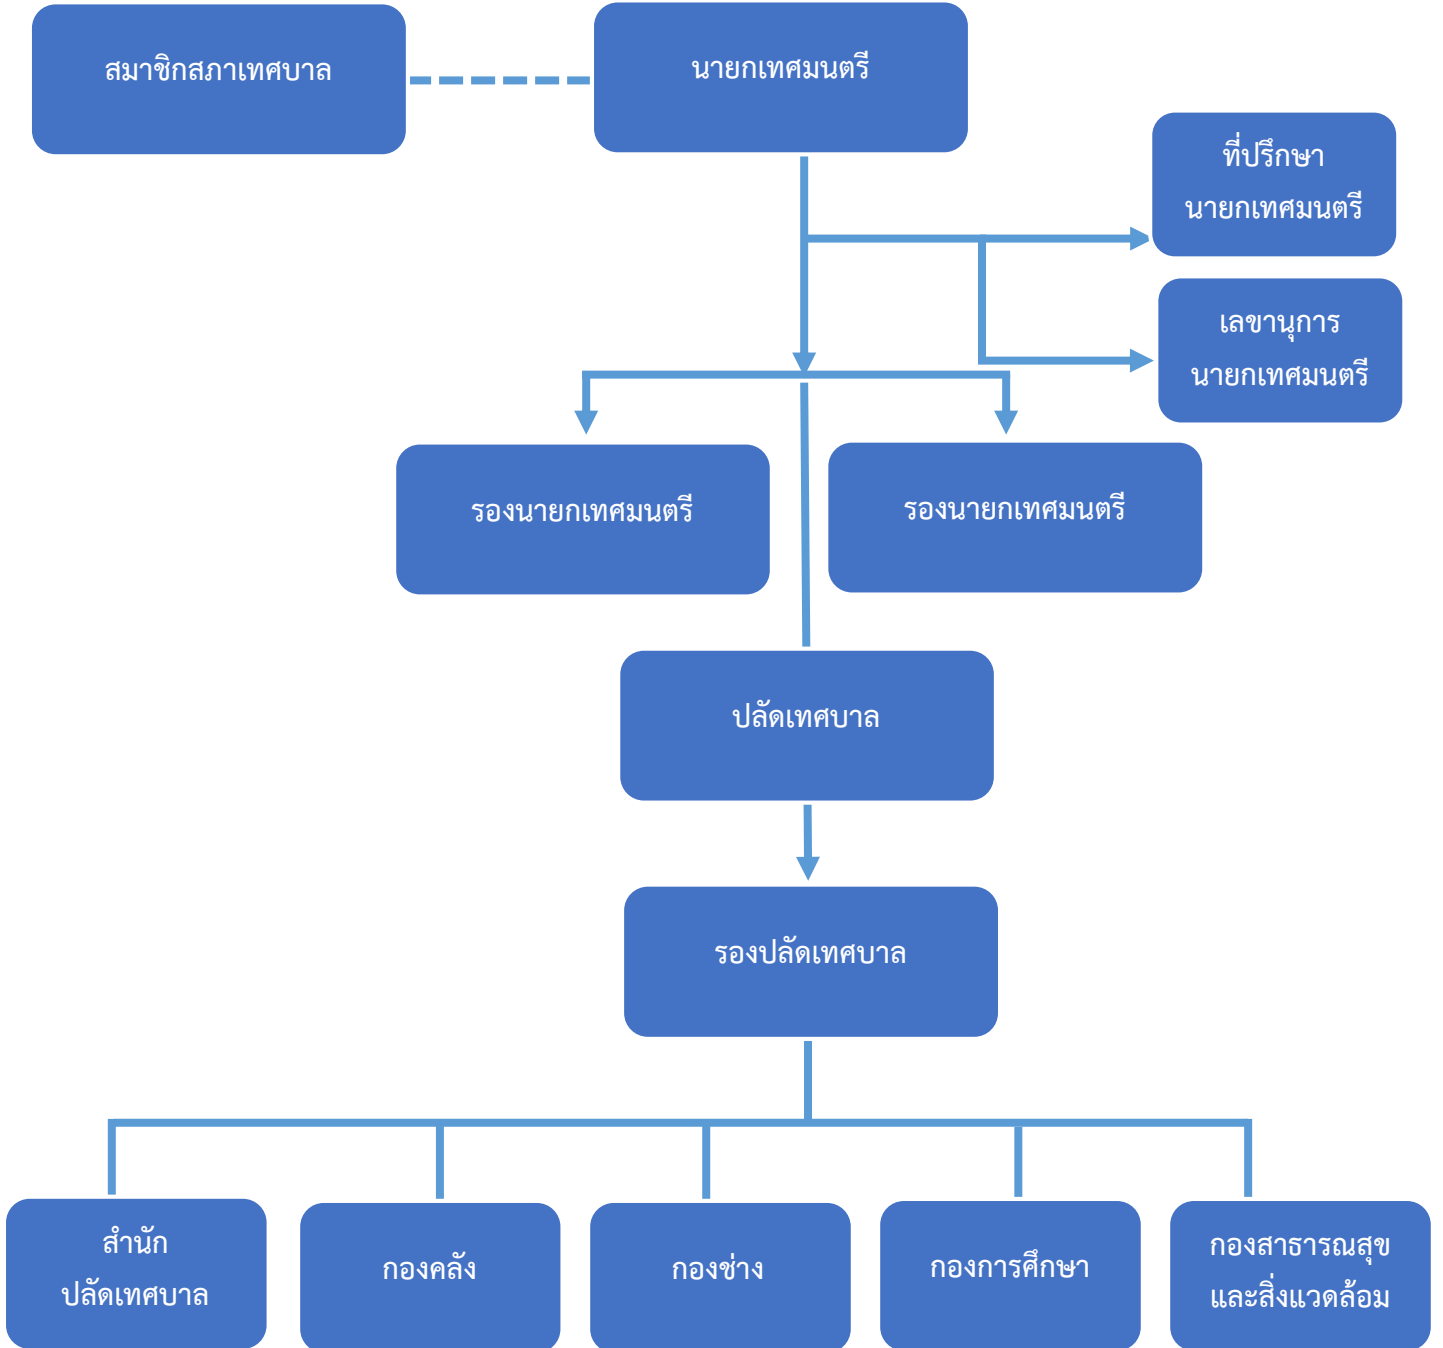 สมาชิกสภาเทศบาล
นายกเทศมนตรี
ที่ปรึกษา
นายกเทศมนตรี
เลขานุการ
นายกเทศมนตรี
รองนายกเทศมนตรี
รองนายกเทศมนตรี
ปลัดเทศบาล
รองปลัดเทศบาล
สำนัก
ปลัดเทศบาล
กองคลัง
กองช่าง
กองการศึกษา
กองสาธารณสุข
และสิ่งแวดล้อม